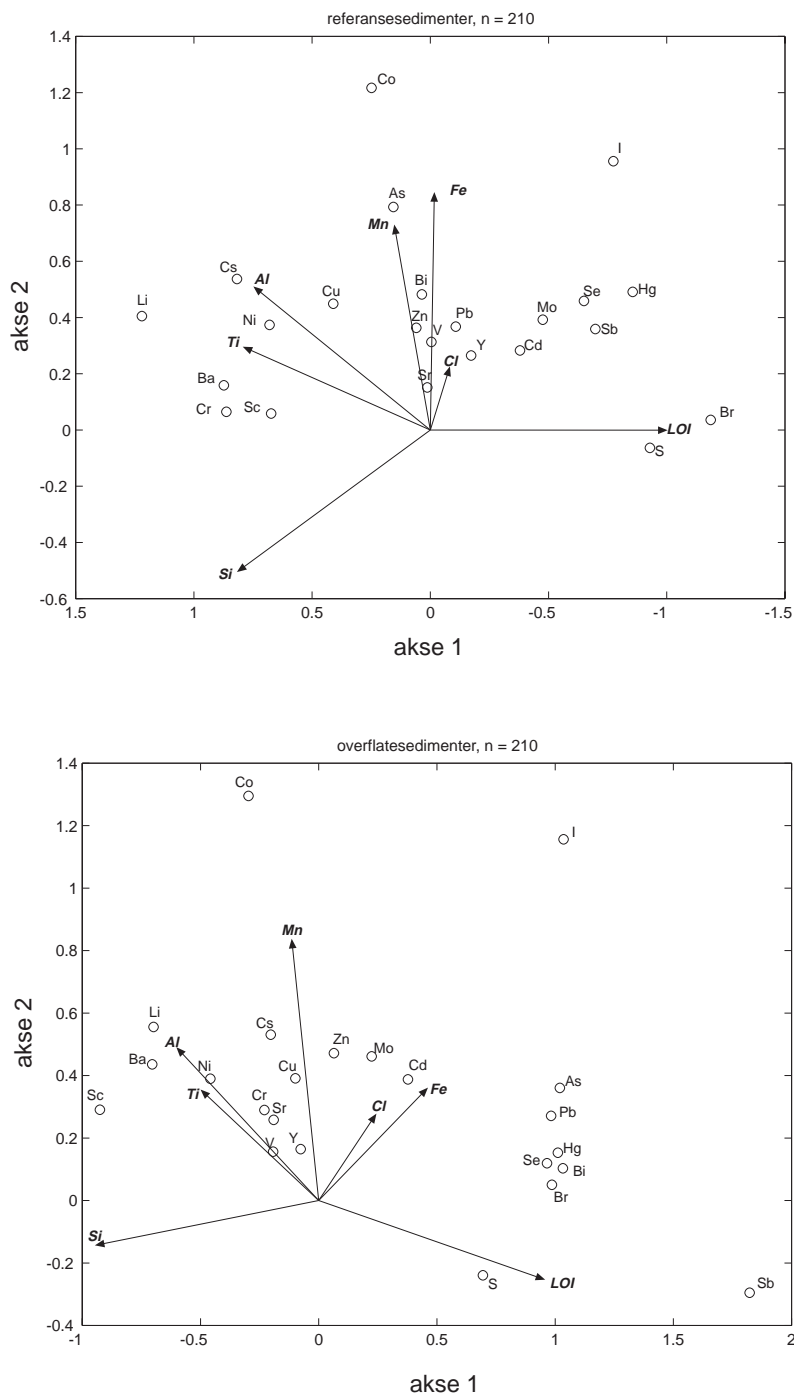 referansesedimenter, n = 210
1.4
Co
1.2
I
1
As
Fe
0.8
Mn
Cs
Al
0.6
Bi
Se
Hg
Li
Cu
Mo
Ni
Zn
Pb
Sb
0.4
Ti
V
Y
Cd
Cl
Ba
Sr
0.2
Cr
Sc
Br
0
LOI
S
-0.2
-0.4
Si
-0.6
1.5 1 0.5 0 -0.5 -1 -1.5
akse 1
akse 2
overflatesedimenter, n = 210
1.4
Co
I
1.2
1
Mn
0.8
Li
0.6
Al
Cs
Zn
Mo
Ba
Ni
Cu
Cd
As
0.4
Sc
Ti
Cr
Sr
Cl
Fe
Pb
0.2
V
Y
Se
Hg
Bi
Br
0
Si
-0.2
S
LOI
Sb
-0.4
-1 -0.5 0 0.5 1 1.5 2
akse 1
akse 2